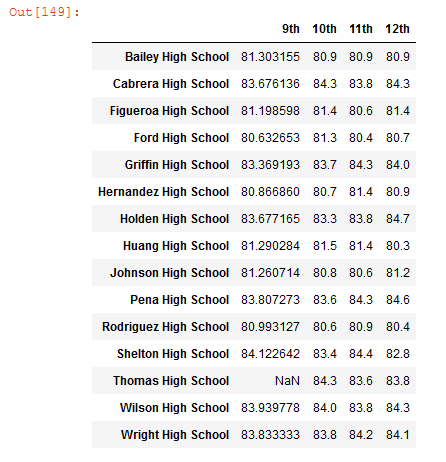 Out[149]:
9th 10th 11th 12th
Bailey High School 81.303155 80.9 80.9 80.9
Cabrera High School 83.676136 84.3 83.8 84.3
Figueroa High School 81.198598 81.4 80.6 81.4
Ford High School 80.632653 81.3 80.4 80.7
Griffin High School 83.369193 83.7 84.3 84.0
Hernandez High School 80.866860 80.7 81.4 80.9
Holden High School 83.677165 83.3 83.8 84.7
Huang High School 81.290284 81.5 81.4 80.3
Johnson High School 81.260714 80.8 80.6 81.2
Pena High School 83.807273 83.6 84.3 84.6
Rodriguez High School 80.993127 80.6 80.9 80.4
Shelton High School 84.122642 83.4 84.4 82.8
Thomas High School NaN 84.3 83.6 83.8
Wilson High School 83.939778 84.0 83.8 84.3
Wright High School 83.833333 83.8 84.2 84.1